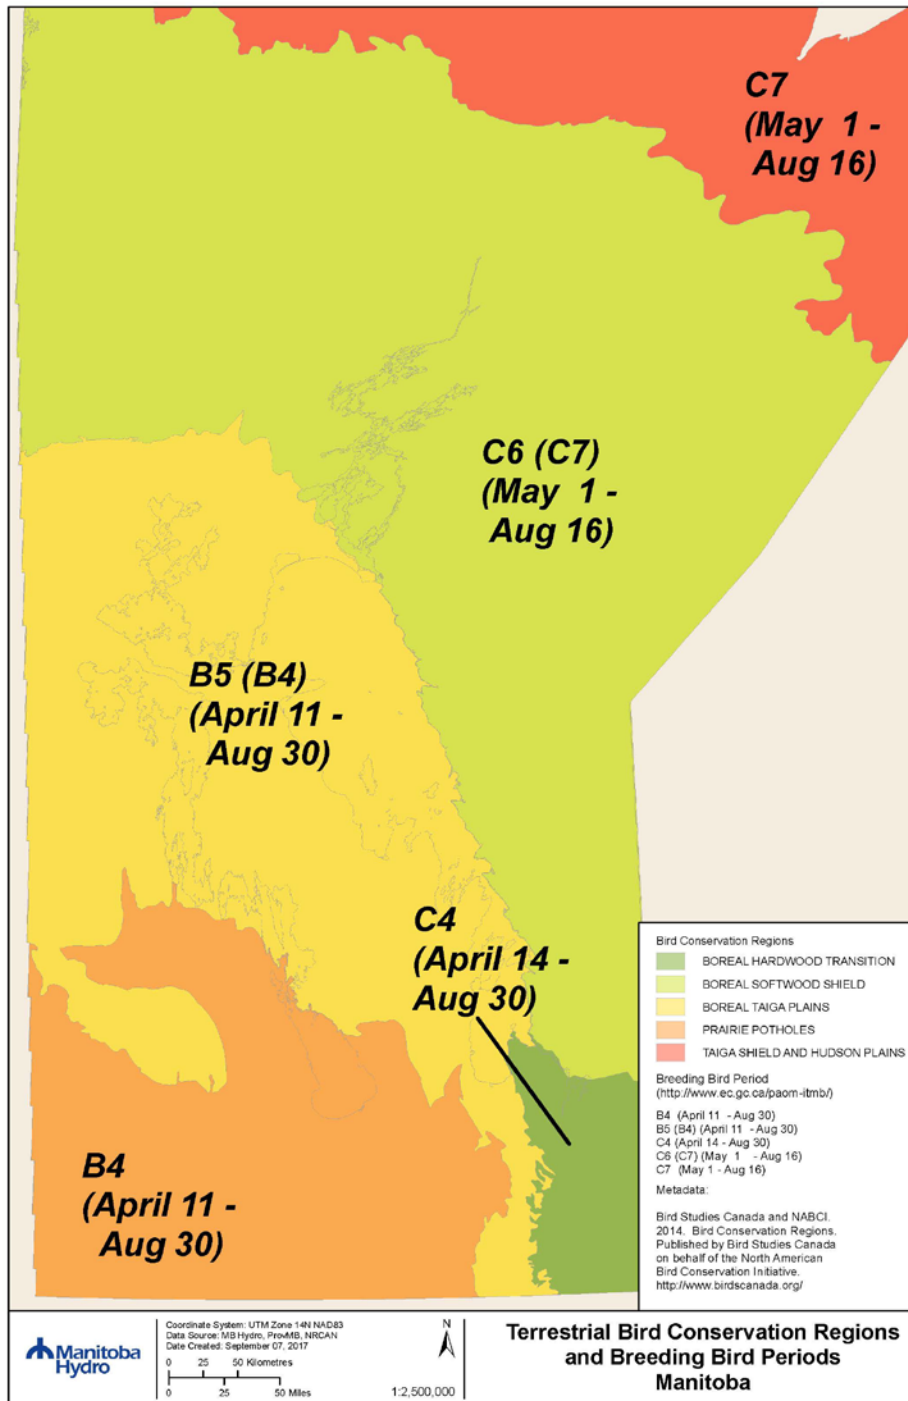 C7
(May 1 -
Aug 16)
C6 (C7)
(May 1 -
Aug 16)
B5 (B4)
(April 11 -
Aug 30)
C4
(April 14 -
Aug 30)
B4
(April 11 -
Aug 30)
Bird Conservation Regions
BOREAL HARDWOOD TRANSITION
BOREAL SOFTWOOD SHIELD
BOREAL TAIGA PLAINS
PRAIRIE POTHOLES
TAIGA SHIELD AND HUDSON PLAINS
Breeding Bird Period
(http://www.ec.gc.ca/paom-itmb/)
B4 (April 11 - Aug 30)
B5 (B4) (April 11 - Aug 30)
C4 (April 14 - Aug 30)
C6 (C7) (May 1 - Aug 16)
C7 (May 1 - Aug 16)
Metadata:
Bird Studies Canada and NABCI.
2014. Bird Conservation Regions.
Published by Bird Studies Canada
on behalf of the North American
Bird Conservation Initiative.
http://www.birdscanada.org/
Manitoba
Hydro
Coordinate System: UTM Zone 14N NAD83
Data Source: MB Hydro, ProvMB, NRCAN
Date Created: September 07, 2017
0 25 50 Kilometres
0 25 50 Miles
N
1:2,500,000
Terrestrial Bird Conservation Regions
and Breeding Bird Periods
Manitoba